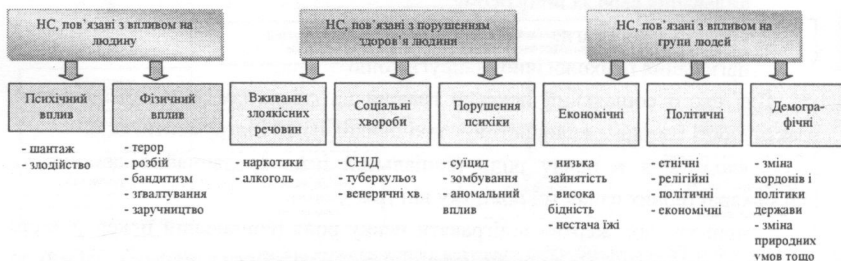 НС, пов'язані з впливом на
людину
НС, пов'язані з порушенням
здоров'я людини
НС, пов'язані з впливом на
групи людей
Психічний
вплив
Фізичний
вплив
Вживання
злоякісних
речовин
Соціальні
хвороби
Порушення
психіки
Економічні
Політичні
Демогра-
фічні
- шантаж
- злодійство
- терор
- розбій
- бандитизм
- згвалтування
- заручництво
- наркотики
- алкоголь
- СНІД
- туберкульоз
- венеричні хв.
- суїцид
- зомбування
- аномальний
вплив
- низька
зайнятість
- висока
бідність
- нестача їжі
- етнічні
- релігійні
- політичні
- економічні
- зміна
кордонів і
політики
держави
- зміна
природних
умов тощо